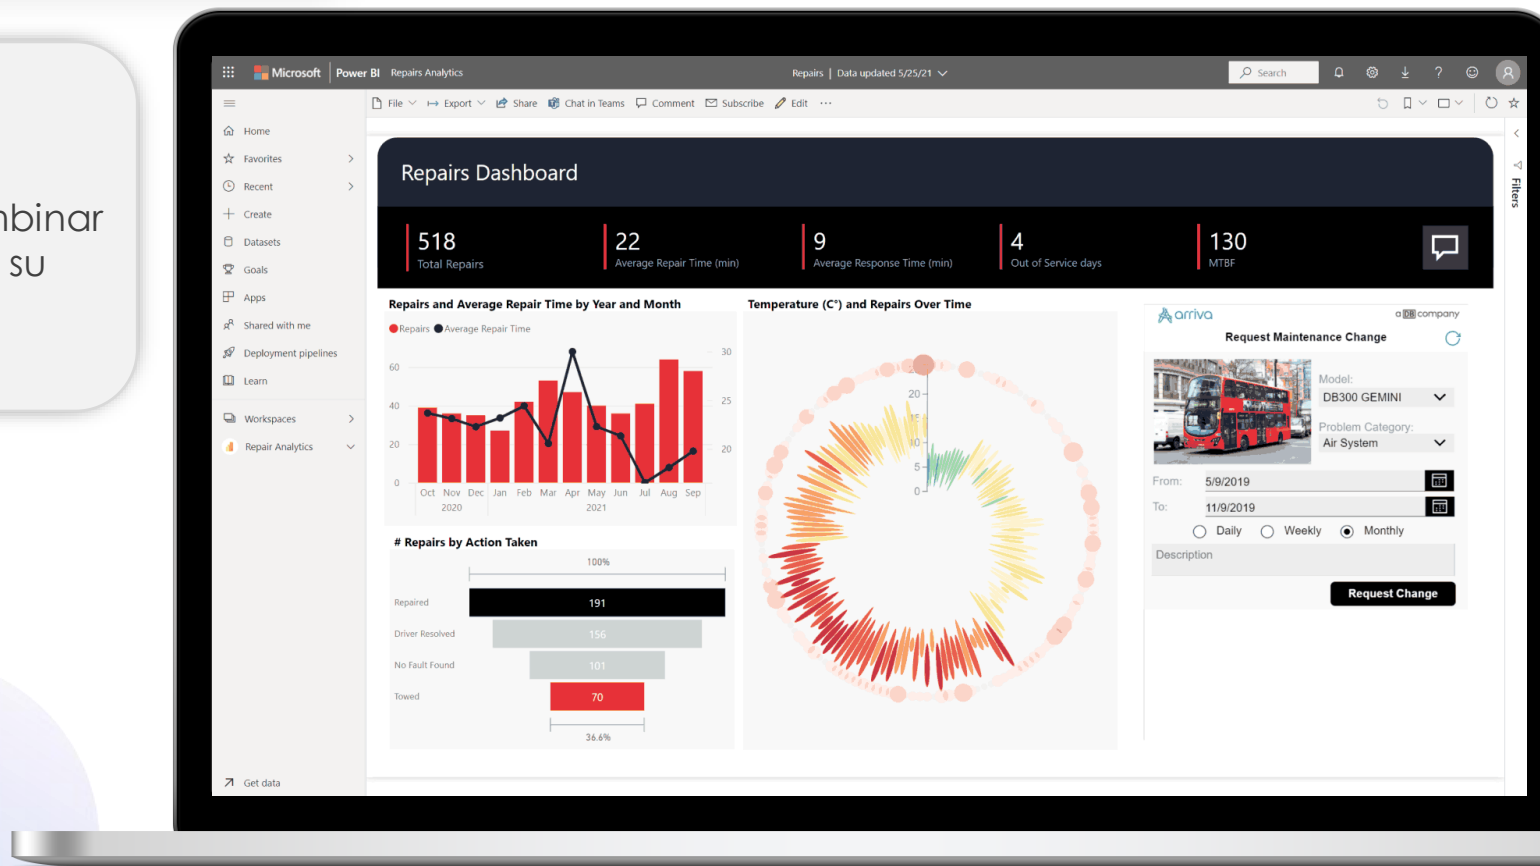 mbinar
su
Microsoft Power BI Repairs Analytics
Repairs | Data updated 5/25/21
Search
File Export Share Chat in Teams Comment Subscribe Edit ...
Home
Favorites
Recent
Create
Datasets
Goals
Apps
Shared with me
Deployment pipelines
Learn
Workspaces
Repair Analytics
Get data
Filters
Repairs Dashboard
518
Total Repairs
22
Average Repair Time (min)
9
Average Response Time (min)
4
Out of Service days
130
MTBF
Repairs and Average Repair Time by Year and Month
Repairs Average Repair Time
60
40
20
0
30
25
20
Oct Nov Dec Jan Feb Mar Apr May Jun Jul Aug Sep
2020 2021
# Repairs by Action Taken
100%
Repaired 191
Driver Resolved 156
No Fault Found 101
Towed 70
36.6%
Temperature (C°) and Repairs Over Time
20
15
10
5
0
arriva
a DB company
Request Maintenance Change
Model:
DB300 GEMINI
Problem Category:
Air System
From: 5/9/2019
To: 11/9/2019
Daily Weekly Monthly
Description
Request Change